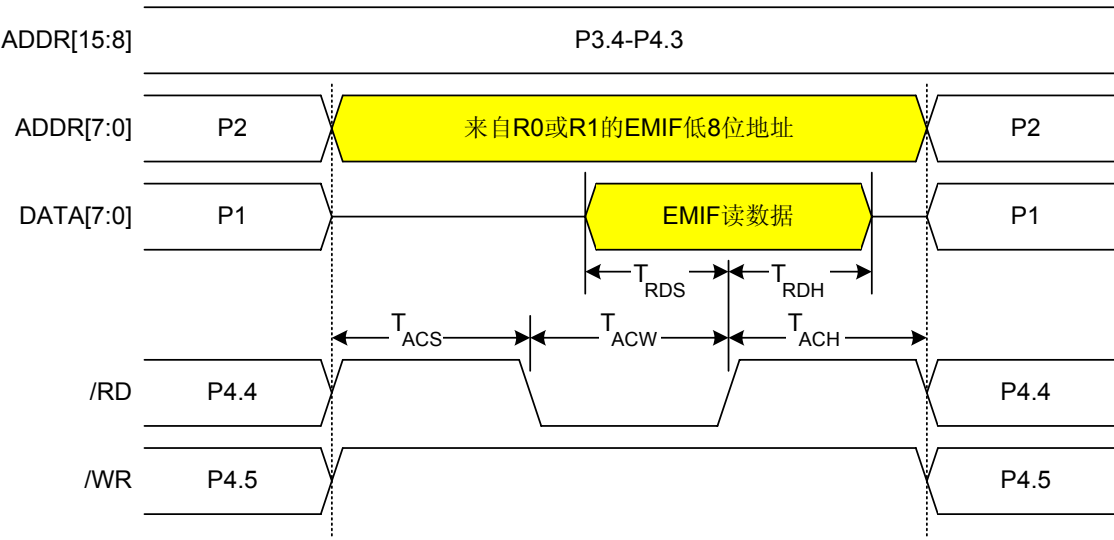 ADDR[15:8] P3.4-P4.3
ADDR[7:0] P2 来自R0或R1的EMIF低8位地址 P2
DATA[7:0] P1 EMIF读数据 P1
TRDS TRDH
TACS TACW TACH
/RD P4.4 P4.4
/WR P4.5 P4.5